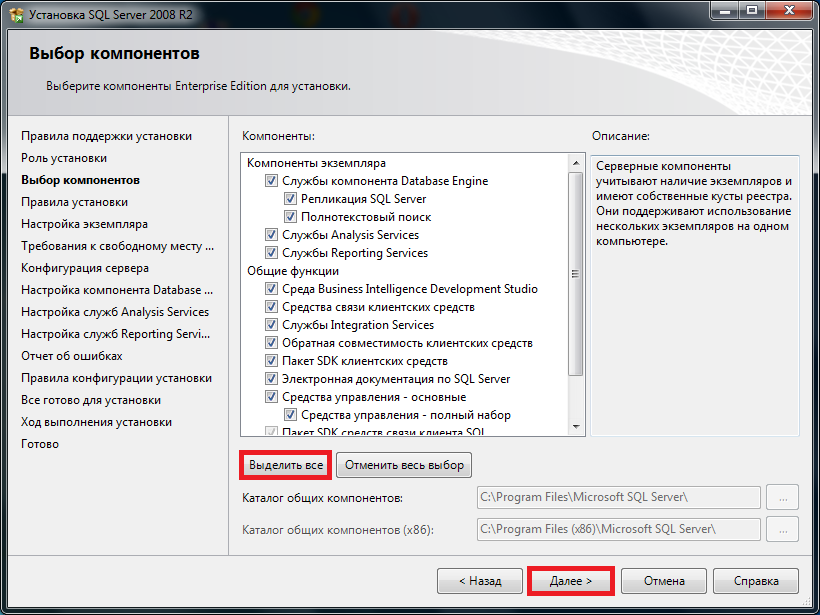 Установка SQL Server 2008 R2
Выбор компонентов
Выберите компоненты Enterprise Edition для установки.
Правила поддержки установки
Роль установки
Выбор компонентов
Правила установки
Настройка экземпляра
Требования к свободному месту ...
Конфигурация сервера
Настройка компонента Database ...
Настройка служб Analysis Services
Настройка служб Reporting Servi...
Отчет об ошибках
Правила конфигурации установки
Все готово для установки
Ход выполнения установки
Готово
Компоненты:
Компоненты экземпляра
Службы компонента Database Engine
Репликация SQL Server
Полнотекстовый поиск
Службы Analysis Services
Службы Reporting Services
Общие функции
Среда Business Intelligence Development Studio
Средства связи клиентских средств
Службы Integration Services
Обратная совместимость клиентских средств
Пакет SDK клиентских средств
Электронная документация по SQL Server
Средства управления - основные
Средства управления - полный набор
Пакет SDK средств связи клиента SQL
Описание:
Серверные компоненты
учитывают наличие экземпляров и
имеют собственные кусты реестра.
Они поддерживают использование
нескольких экземпляров на одном
компьютере.
Выделить все
Отменить весь выбор
Каталог общих компонентов:
C:\Program Files\Microsoft SQL Server\
...
Каталог общих компонентов (x86):
C:\Program Files (x86)\Microsoft SQL Server\
...
< Назад
Далее >
Отмена
Справка